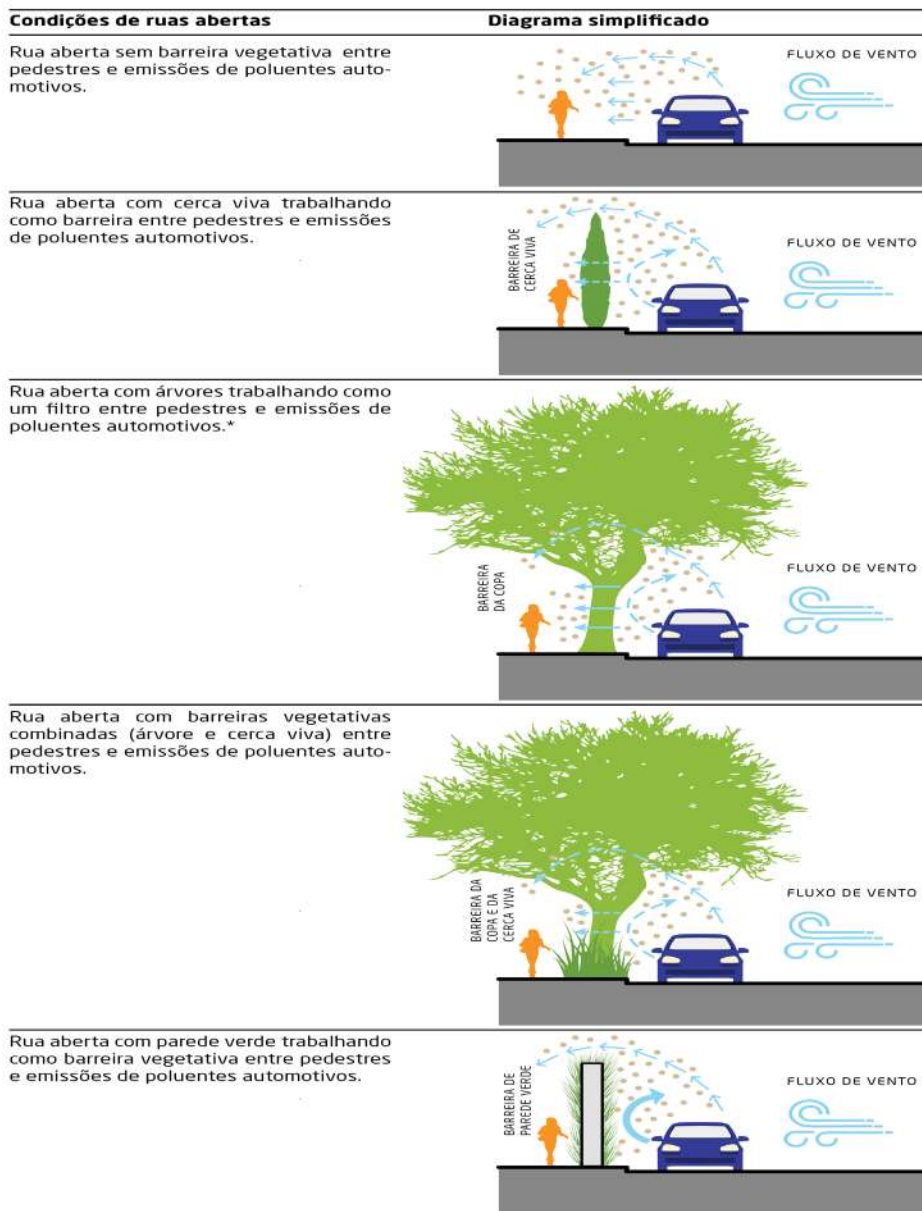 Condições de ruas abertas
Diagrama simplificado
Rua aberta sem barreira vegetativa entre
pedestres e emissões de poluentes auto-
motivos.
FLUXO DE VENTO
Rua aberta com cerca viva trabalhando
como barreira entre pedestres e emissões
de poluentes automotivos.
BARREIRA DE
CERCA VIVA
FLUXO DE VENTO
Rua aberta com árvores trabalhando como
um filtro entre pedestres e emissões de
poluentes automotivos.*
BARREIRA
DA COPA
FLUXO DE VENTO
Rua aberta com barreiras vegetativas
combinadas (árvore e cerca viva) entre
pedestres e emissões de poluentes auto-
motivos.
BARREIRA DA
COPA E DA
CERCA VIVA
FLUXO DE VENTO
Rua aberta com parede verde trabalhando
como barreira vegetativa entre pedestres
e emissões de poluentes automotivos.
BARREIRA DE
PAREDE VERDE
FLUXO DE VENTO